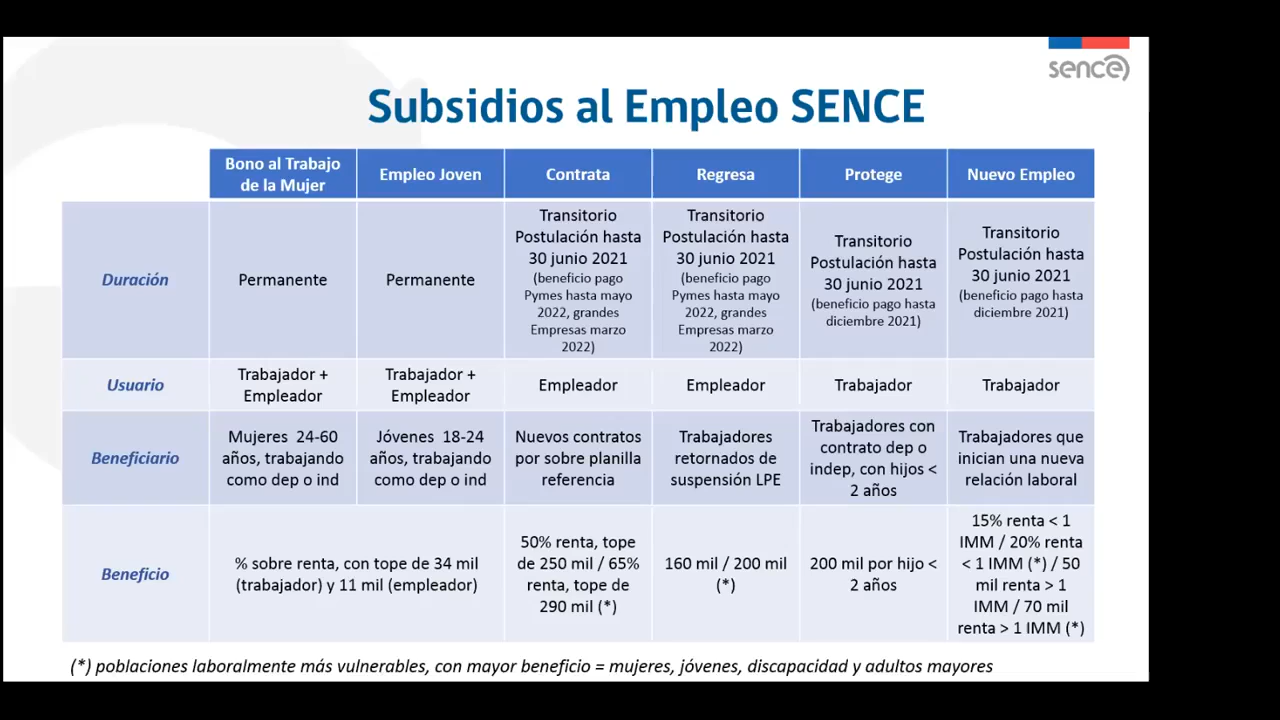 sence
Subsidios al Empleo SENCE
Bono al Trabajo
de la Mujer
Empleo Joven
Contrata
Regresa
Protege
Nuevo Empleo
Duración
Permanente
Permanente
Transitorio
Postulación hasta
30 junio 2021
(beneficio pago
Pymes hasta mayo
2022, grandes
Empresas marzo
2022)
Transitorio
Postulación hasta
30 junio 2021
(beneficio pago
Pymes hasta mayo
2022, grandes
Empresas marzo
2022)
Transitorio
Postulación hasta
30 junio 2021
(beneficio pago hasta
diciembre 2021)
Transitorio
Postulación hasta
30 junio 2021
(beneficio pago hasta
diciembre 2021)
Usuario
Trabajador +
Empleador
Trabajador +
Empleador
Empleador
Empleador
Trabajador
Trabajador
Beneficiario
Mujeres 24-60
años, trabajando
como dep o ind
Jóvenes 18-24
años, trabajando
como dep o ind
Nuevos contratos
por sobre planilla
referencia
Trabajadores
retornados de
suspensión LPE
Trabajadores con
contrato dep o
indep, con hijos <
2 años
Trabajadores que
inician una nueva
relación laboral
Beneficio
% sobre renta, con tope de 34 mil
(trabajador) y 11 mil (empleador)
50% renta, tope
de 250 mil / 65%
renta, tope de
290 mil (*)
160 mil / 200 mil
(*)
200 mil por hijo <
2 años
15% renta < 1
IMM / 20% renta
< 1 IMM (*) / 50
mil renta > 1
IMM / 70 mil
renta > 1 IMM (*)
(*) poblaciones laboralmente más vulnerables, con mayor beneficio = mujeres, jóvenes, discapacidad y adultos mayores